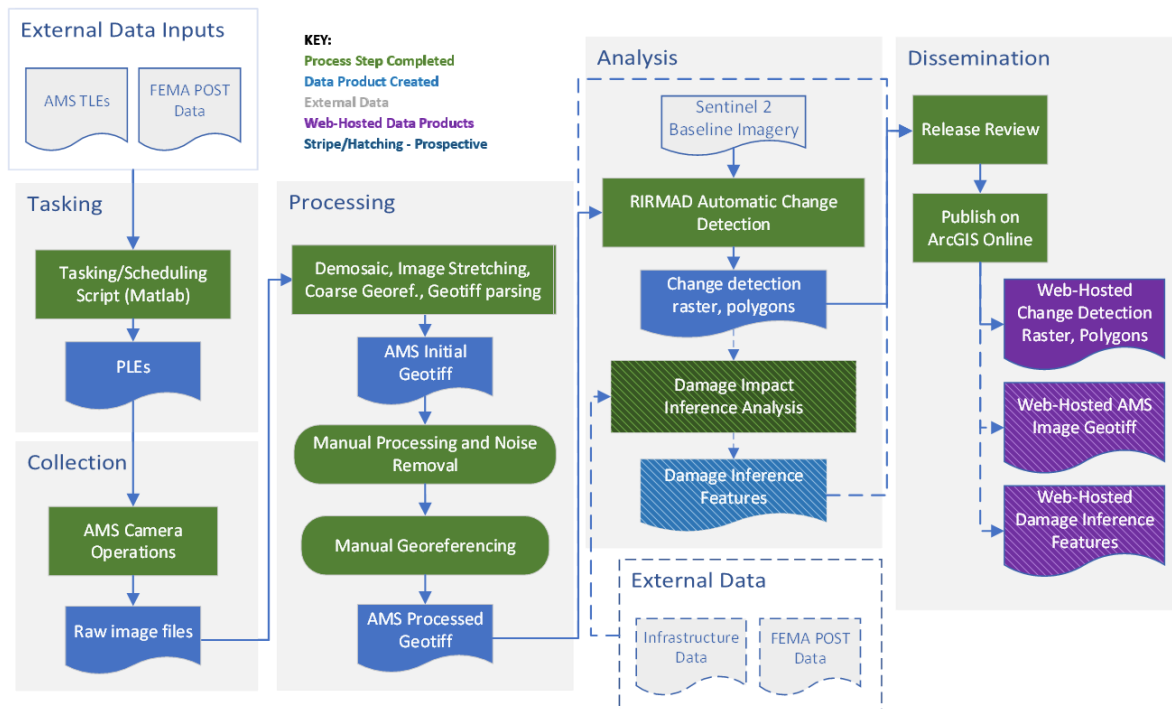 External Data Inputs
AMS TLEs
FEMA POST
Data
KEY:
Process Step Completed
Data Product Created
External Data
Web-Hosted Data Products
Stripe/Hatching - Prospective
Tasking
Tasking/Scheduling
Script (Matlab)
PLEs
Collection
AMS Camera
Operations
Raw image files
Processing
Demosaic, Image Stretching,
Coarse Georef., Geotiff parsing
AMS Initial
Geotiff
Manual Processing and Noise
Removal
Manual Georeferencing
AMS Processed
Geotiff
Analysis
Sentinel 2
Baseline Imagery
RIRMAD Automatic Change
Detection
Change detection
raster, polygons
Damage Impact
Inference Analysis
Damage Inference
Features
External Data
Infrastructure
Data
FEMA POST
Data
Dissemination
Release Review
Publish on
ArcGIS Online
Web-Hosted
Change Detection
Raster, Polygons
Web-Hosted AMS
Image Geotiff
Web-Hosted
Damage Inference
Features